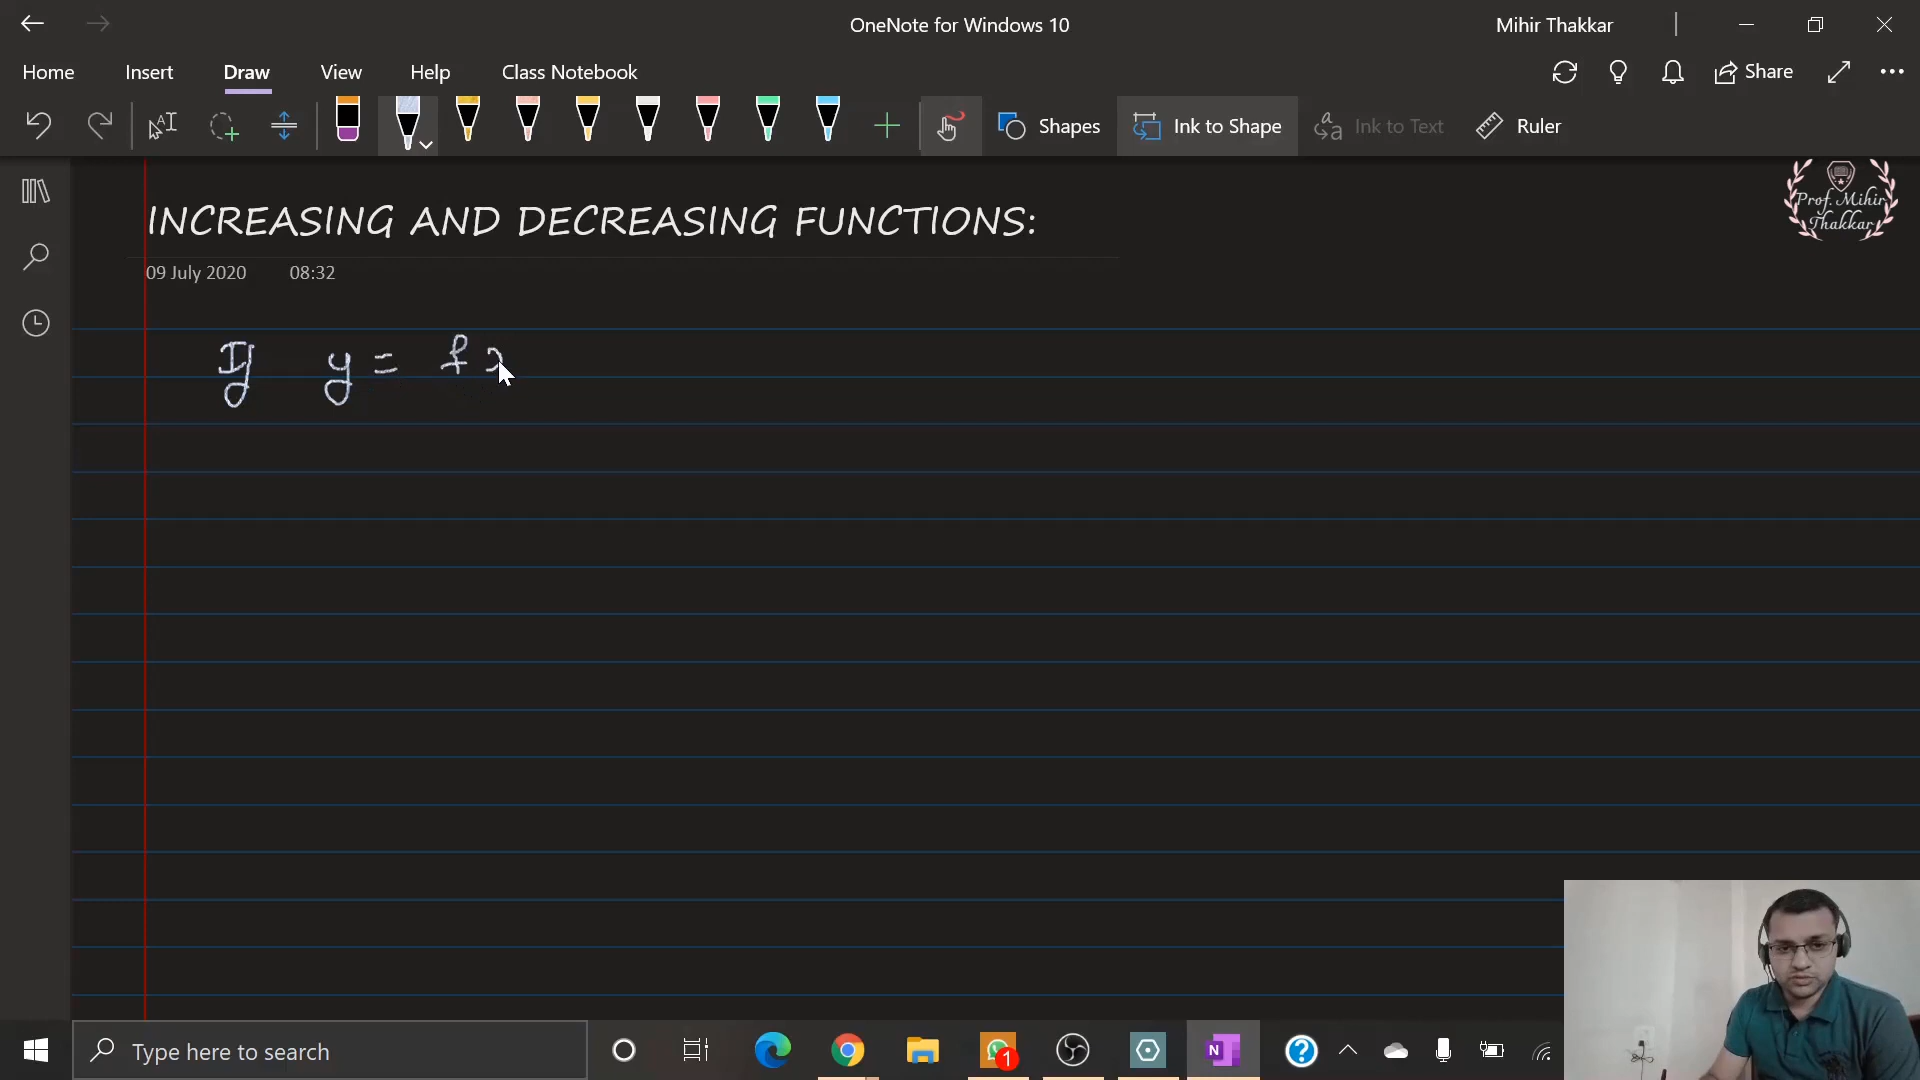 OneNote for Windows 10
Mihir Thakkar
Home Insert Draw View Help Class Notebook
Share
Shapes Ink to Shape Ink to Text Ruler
Prof. Mihir
Thakkar
INCREASING AND DECREASING FUNCTIONS:
09 July 2020 08:32
If y = f x
Type here to search
1